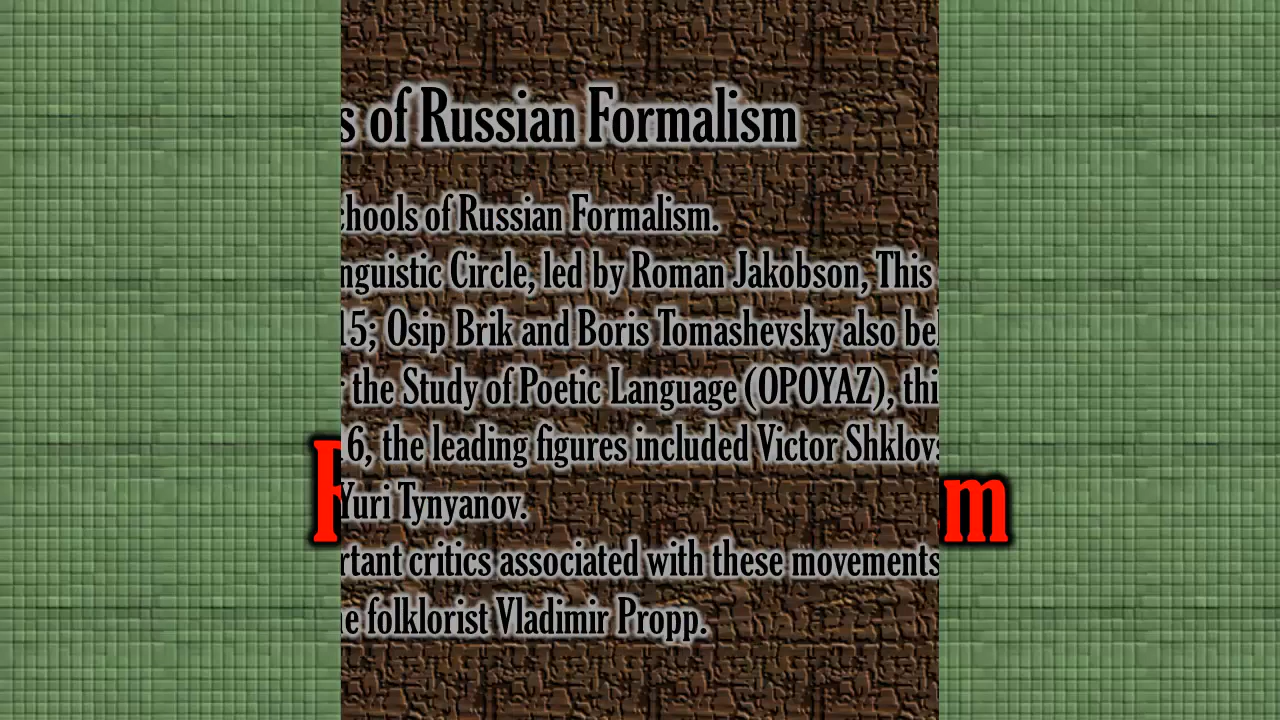 s of Russian Formalism
chools of Russian Formalism.
nguistic Circle, led by Roman Jakobson, This
15; Osip Brik and Boris Tomashevsky also bel
the Study of Poetic Language (OPOYAZ), thi
6, the leading figures included Victor Shklovs
Yuri Tynyanov.
rtant critics associated with these movements
e folklorist Vladimir Propp.
m